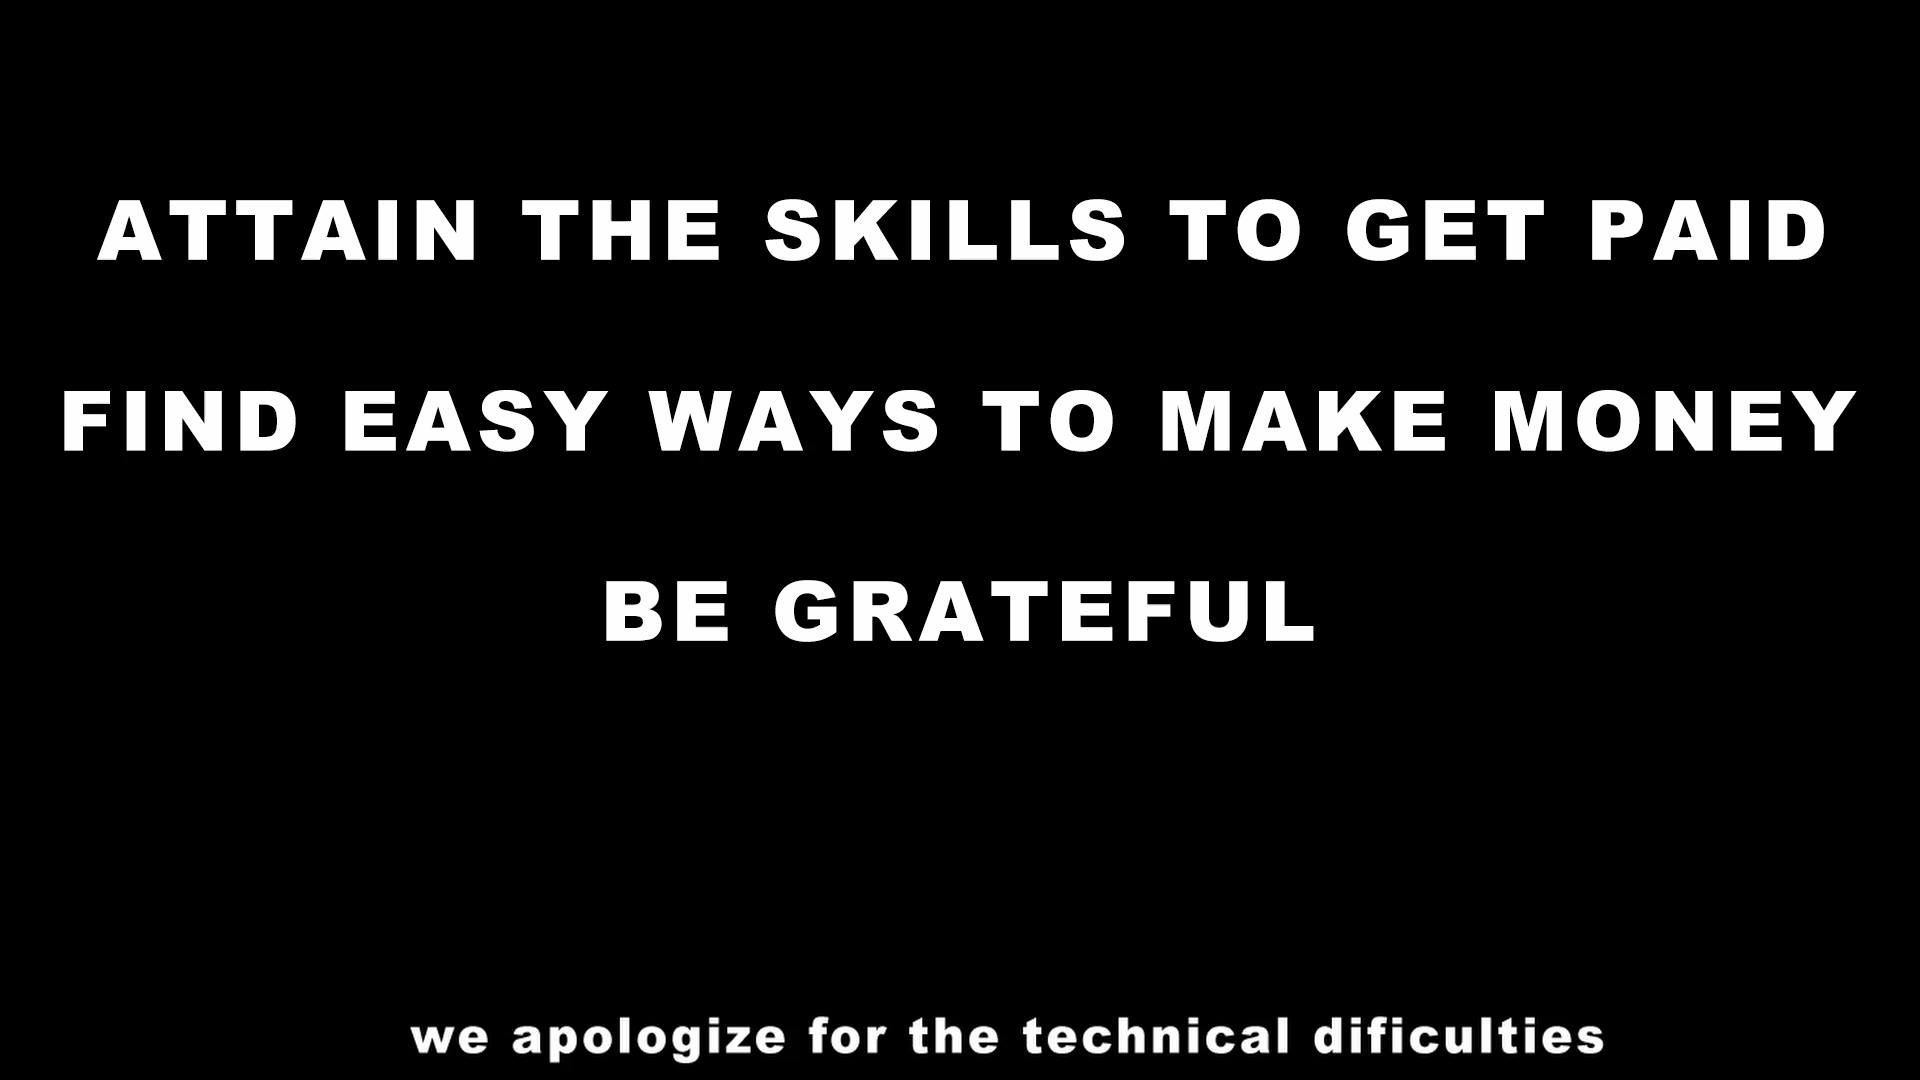 ATTAIN THE SKILLS TO GET PAID
FIND EASY WAYS TO MAKE MONEY
BE GRATEFUL
we apologize for the technical dificulties